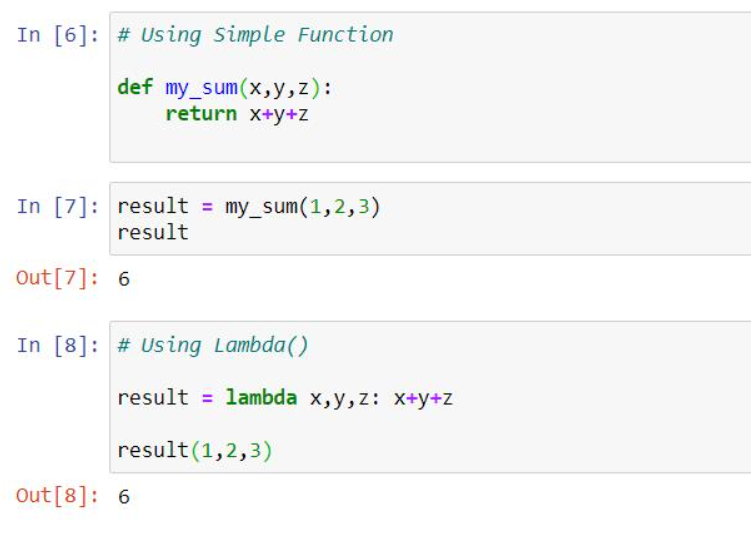 In [6]: # Using Simple Function
def my_sum(x,y,z):
    return x+y+z
In [7]: result = my_sum(1,2,3)
result
Out[7]: 6
In [8]: # Using Lambda()
result = lambda x,y,z: x+y+z
result(1,2,3)
Out[8]: 6